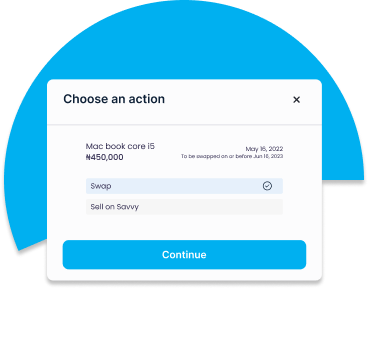 Choose an action
Mac book core i5
₦450,000
May 16, 2022
To be swapped on or before Jun 16, 2023
Swap
Sell on Savvy
Continue